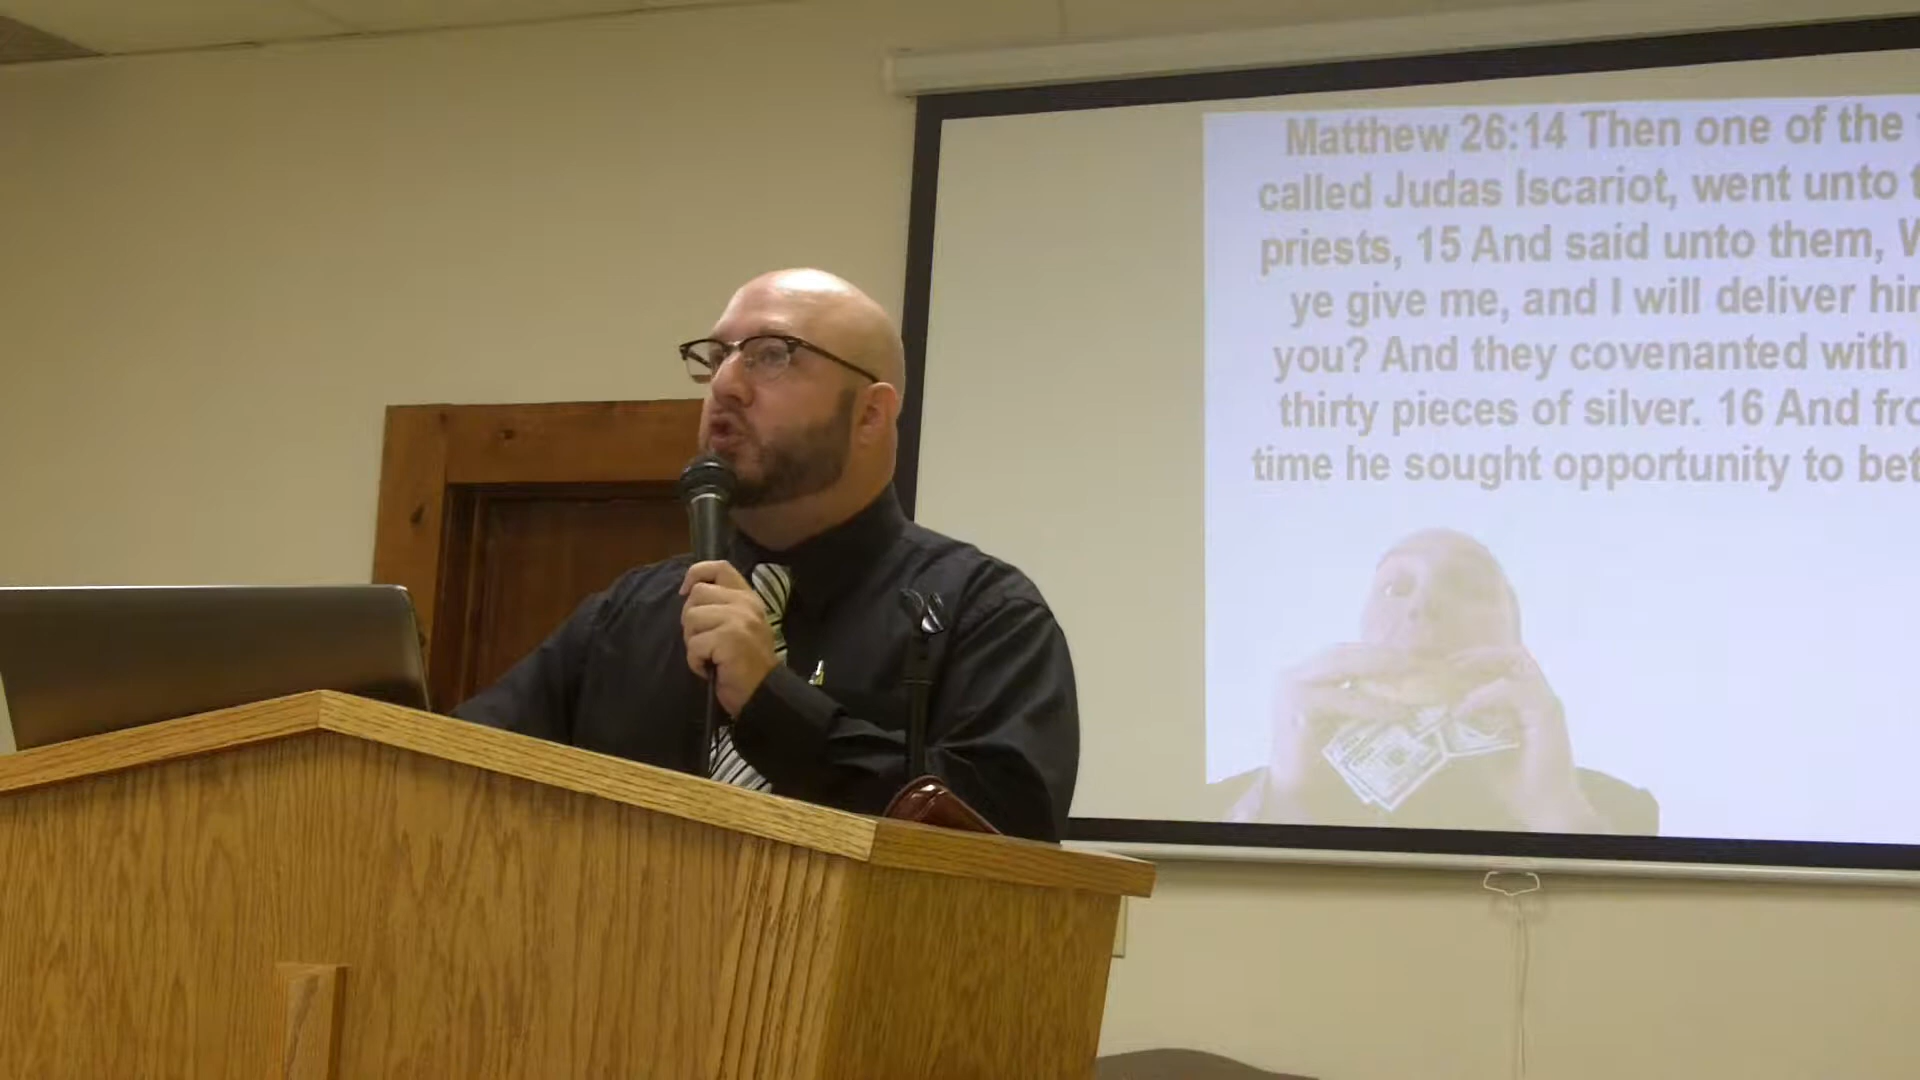 Matthew 26:14 Then one of the
called Judas Iscariot, went unto
priests, 15 And said unto them,
ye give me, and I will deliver
you? And they covenanted with
thirty pieces of silver. 16 And
time he sought opportunity to